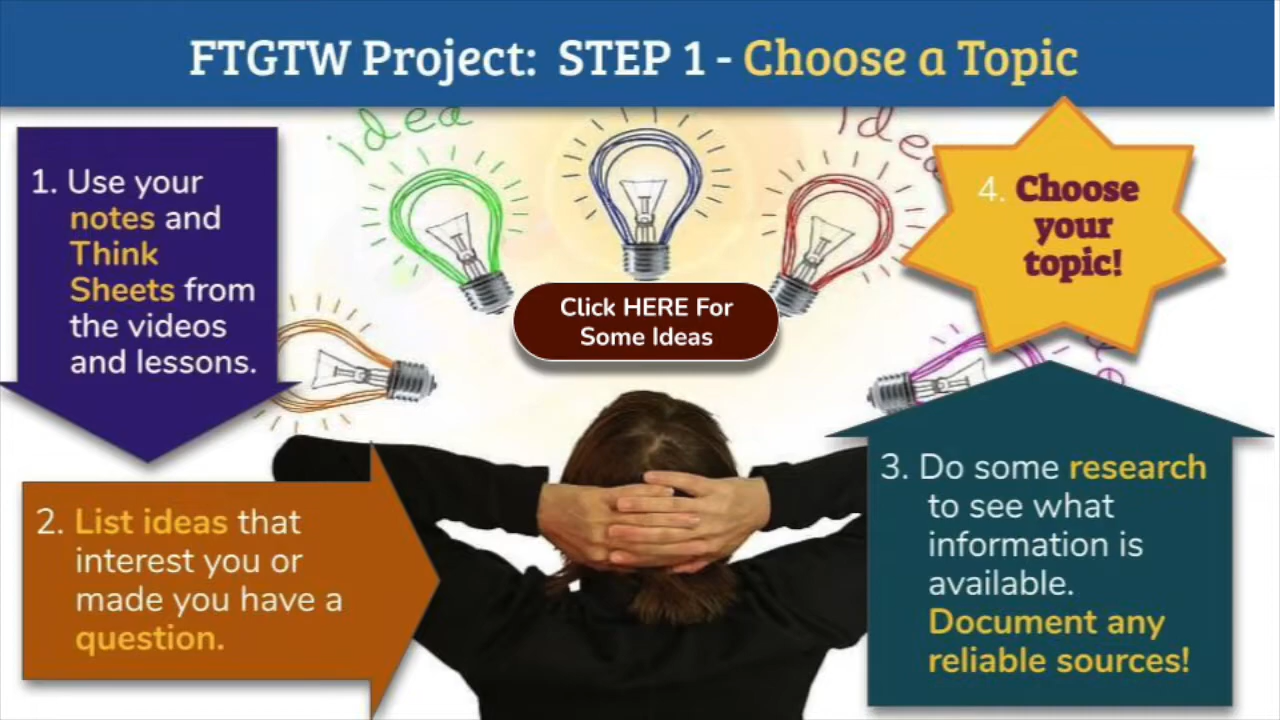 FTGTW Project: STEP 1 - Choose a Topic
idea
idea
1. Use your
notes and
Think
Sheets from
the videos
and lessons.
Click HERE For
Some Ideas
4. Choose
your
topic!
2. List ideas that
interest you or
made you have a
question.
3. Do some research
to see what
information is
available.
Document any
reliable sources!